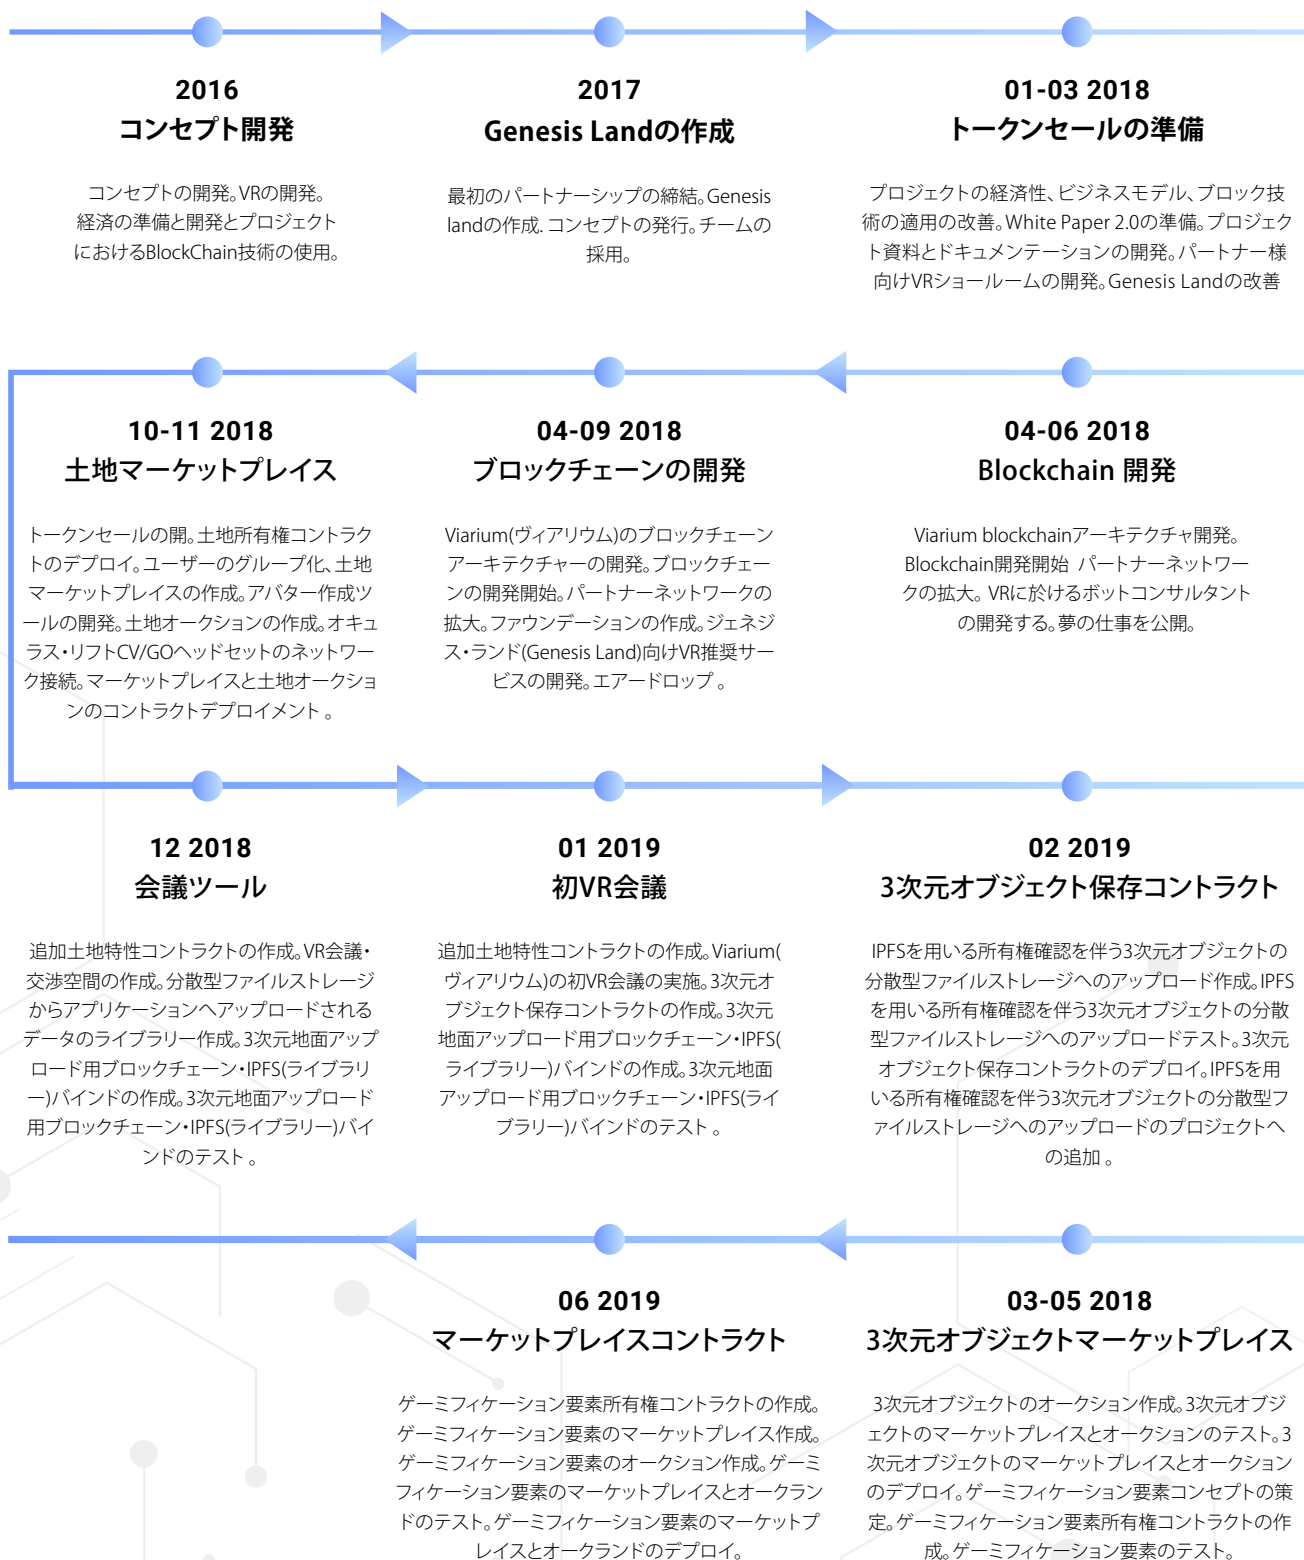 2016
コンセプト開発
コンセプトの開発。VRの開発。
経済の準備と開発とプロジェクト
におけるBlockChain技術の使用。
2017
Genesis Landの作成
最初のパートナーシップの締結。Genesis
landの作成. コンセプトの発行。チームの
採用。
01-03 2018
トークンセールの準備
プロジェクトの経済性、ビジネスモデル、ブロック技
術の適用の改善。White Paper 2.0の準備。プロジェク
ト資料とドキュメンテーションの開発。パートナー様
向けVRショールームの開発。Genesis Landの改善
10-11 2018
土地マーケットプレイス
トークンセールの開。土地所有権コントラク
トのデプロイ。ユーザーのグループ化、土地
マーケットプレイスの作成。アバター作成ツ
ールの開発。土地オークションの作成。オキュ
ラス・リフトCV/GOヘッドセットのネットワー
ク接続。マーケットプレイスと土地オークショ
ンのコントラクトデプロイメント 。
04-09 2018
ブロックチェーンの開発
Viarium(ヴィアリウム)のブロックチェーン
アーキテクチャーの開発。ブロックチェー
ンの開発開始。パートナーネットワークの
拡大。ファウンデーションの作成。ジェネジ
ス・ランド(Genesis Land)向けVR推奨サー
ビスの開発。エアードロップ 。
04-06 2018
Blockchain 開発
Viarium blockchainアーキテクチャ開発。
Blockchain開発開始 パートナーネットワー
クの拡大。 VRに於けるボットコンサルタント
の開発する。夢の仕事を公開。
12 2018
会議ツール
追加土地特性コントラクトの作成。VR会議・
交渉空間の作成。分散型ファイルストレージ
からアプリケーションへアップロードされる
データのライブラリー作成。3次元地面アップ
ロード用ブロックチェーン・IPFS(ライブラリ
ー)バインドの作成。3次元地面アップロード
用ブロックチェーン・IPFS(ライブラリー)バイ
ンドのテスト 。
01 2019
初VR会議
追加土地特性コントラクトの作成。Viarium(
ヴィアリウム)の初VR会議の実施。3次元オ
ブジェクト保存コントラクトの作成。3次元
地面アップロード用ブロックチェーン・IPFS(
ライブラリー)バインドの作成。3次元地面
アップロード用ブロックチェーン・IPFS(ライ
ブラリー)バインドのテスト 。
02 2019
3次元オブジェクト保存コントラクト
IPFSを用いる所有権確認を伴う3次元オブジェクトの
分散型ファイルストレージへのアップロード作成。IPFS
を用いる所有権確認を伴う3次元オブジェクトの分散
型ファイルストレージへのアップロードテスト。3次元
オブジェクト保存コントラクトのデプロイ。IPFSを用
いる所有権確認を伴う3次元オブジェクトの分散型フ
ァイルストレージへのアップロードのプロジェクトへ
の追加 。
06 2019
マーケットプレイスコントラクト
ゲーミフィケーション要素所有権コントラクトの作成。
ゲーミフィケーション要素のマーケットプレイス作成。
ゲーミフィケーション要素のオークション作成。ゲーミ
フィケーション要素のマーケットプレイスとオークラン
ドのテスト。ゲーミフィケーション要素のマーケットプ
レイスとオークランドのデプロイ。
03-05 2018
3次元オブジェクトマーケットプレイス
3次元オブジェクトのオークション作成。3次元オブジ
ェクトのマーケットプレイスとオークションのテスト。3
次元オブジェクトのマーケットプレイスとオークション
のデプロイ。ゲーミフィケーション要素コンセプトの策
定。ゲーミフィケーション要素所有権コントラクトの作
成。ゲーミフィケーション要素のテスト。